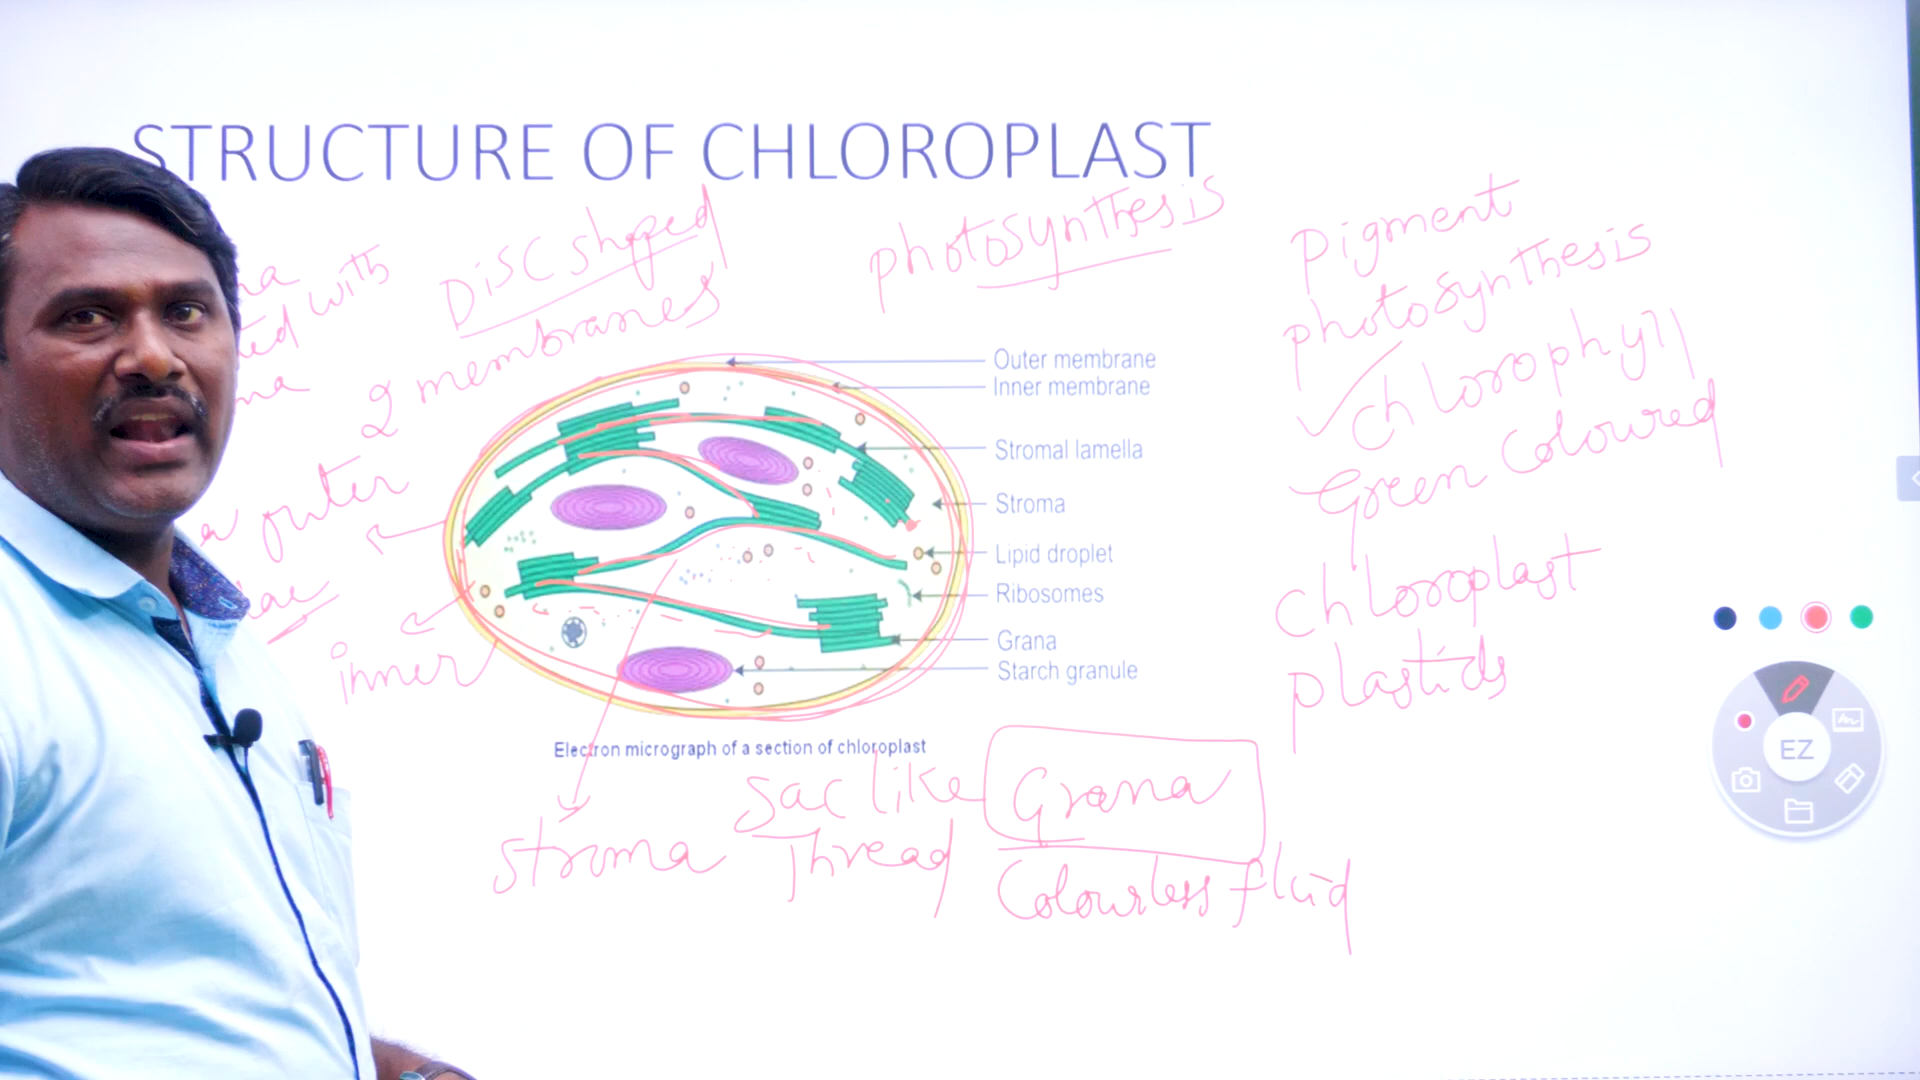 STRUCTURE OF CHLOROPLAST
with
Disc shaped
2 membranes
photosynthesis
Pigment
photosynthesis
chlorophyll
Green Coloured
chloroplast
plastids
outer
inner
Outer membrane
Inner membrane
Stromal lamella
Stroma
Lipid droplet
Ribosomes
Grana
Starch granule
Electron micrograph of a section of chloroplast
Sac like Grana
Stroma Thread Colourless fluid
EZ